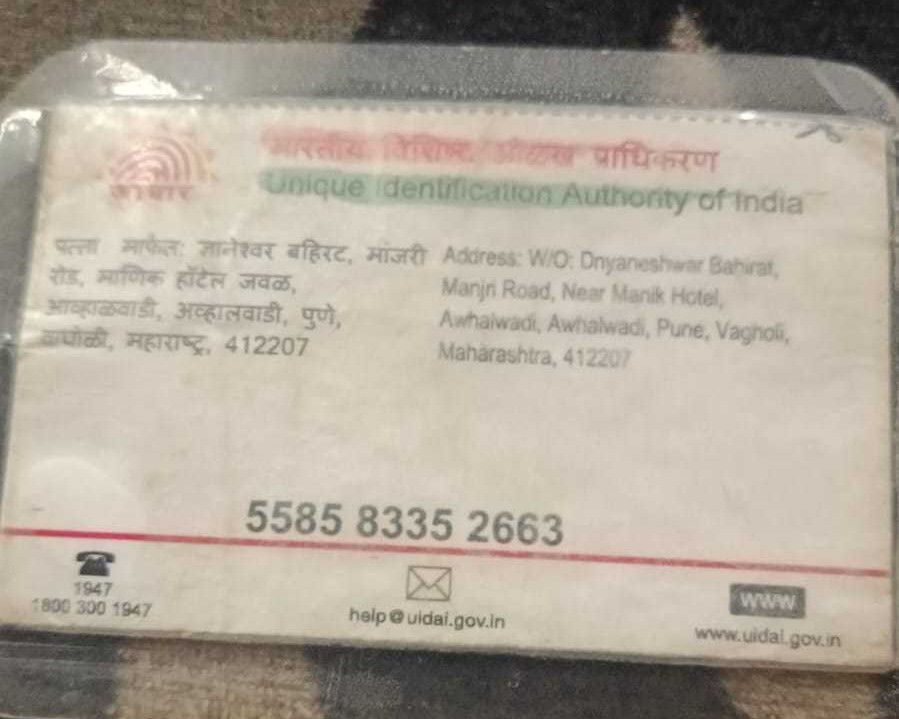 आधार
भारतीय विशिष्ट ओळख प्राधिकरण
Unique Identification Authority of India
पत्ता मार्फत: ज्ञानेश्वर बहिरट, मांजरी
रोड, माणिक हॉटेल जवळ,
आव्हाळवाडी, अव्हालवाडी, पुणे,
वाघोली, महाराष्ट्र, 412207
Address: W/O: Dnyaneshwar Bahirat,
Manjri Road, Near Manik Hotel,
Awhalwadi, Awhalwadi, Pune, Vagholi,
Maharashtra, 412207
5585 8335 2663
1947
1800 300 1947
help@uidai.gov.in
www
www.uidai.gov.in